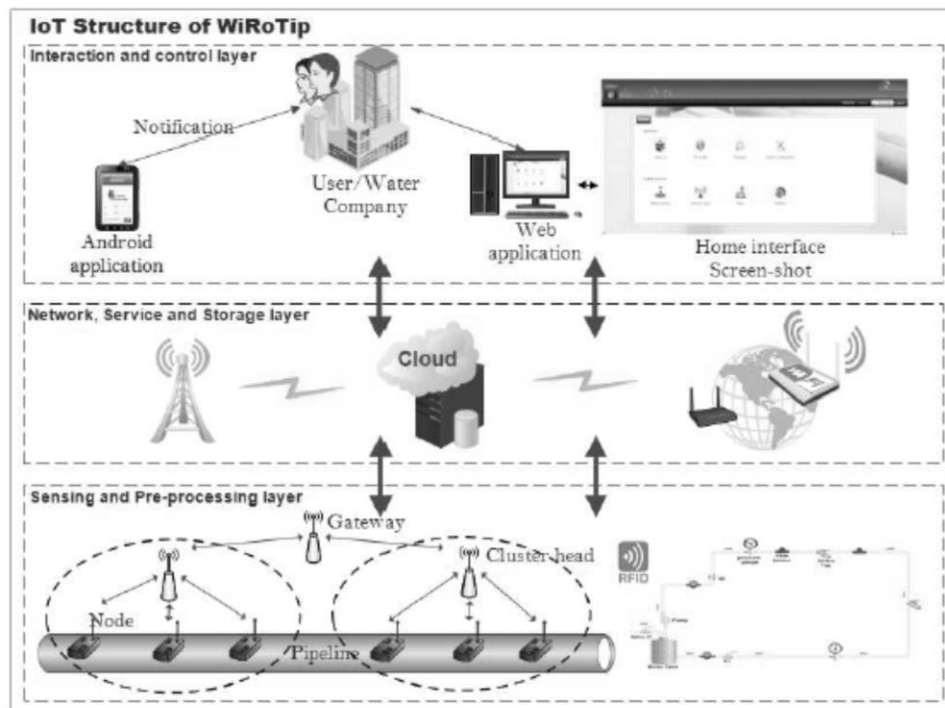 IoT Structure of WiRoTip
Interaction and control layer
Notification
User/Water
Company
Android
application
Web
application
Home interface
Screen-shot
Network, Service and Storage layer
Cloud
Sensing and Pre-processing layer
Gateway
Cluster-head
RFID
Node
Pipeline